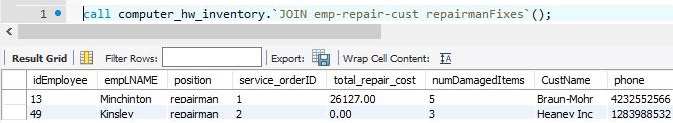 1 call computer_hw_inventory.`JOIN emp-repair-cust repairmanFixes`();
Result Grid Filter Rows: Export: Wrap Cell Content: IA
idEmployee empLNAME position service_orderID total_repair_cost numDamagedItems CustName phone
13 Minchinton repairman 1 26127.00 5 Braun-Mohr 4232552566
49 Kinsley repairman 2 0.00 3 Heaney Inc 1283988532